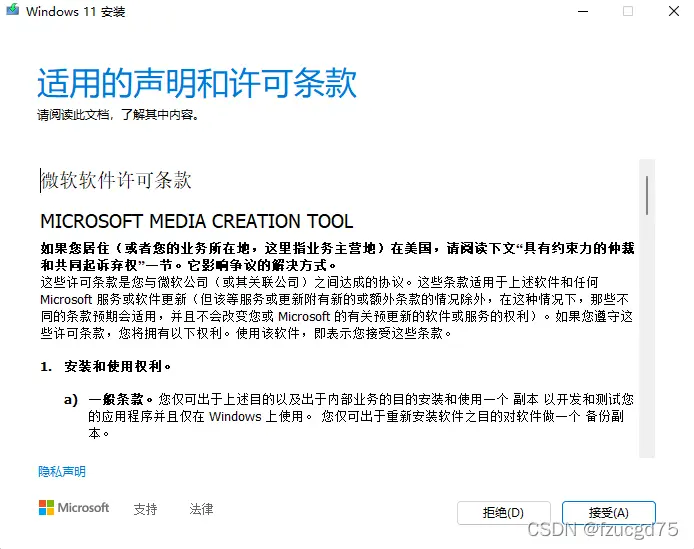 Windows 11 安装
适用的声明和许可条款
请阅读此文档，了解其中内容。
微软软件许可条款
MICROSOFT MEDIA CREATION TOOL
如果您居住（或者您的业务所在地，这里指业务主营地）在美国，请阅读下文“具有约束力的仲裁
和共同起诉弃权”一节。它影响争议的解决方式。
这些许可条款是您与微软公司（或其关联公司）之间达成的协议。这些条款适用于上述软件和任何
Microsoft 服务或软件更新（但该等服务或更新附有新的或额外条款的情况除外，在这种情况下，那些不
同的条款预期会适用，并且不会改变您或 Microsoft 的有关预更新的软件或服务的权利）。如果您遵守这
些许可条款，您将拥有以下权利。使用该软件，即表示您接受这些条款。
1. 安装和使用权利。
a) 一般条款。您仅可出于上述目的以及出于内部业务的目的安装和使用一个 副本 以开发和测试您
的应用程序并且仅在 Windows 上使用。 您仅可出于重新安装软件之目的对软件做一个 备份副
本。
隐私声明
Microsoft 支持 法律
拒绝(D) 接受(A)
CSDN @fzucgd75